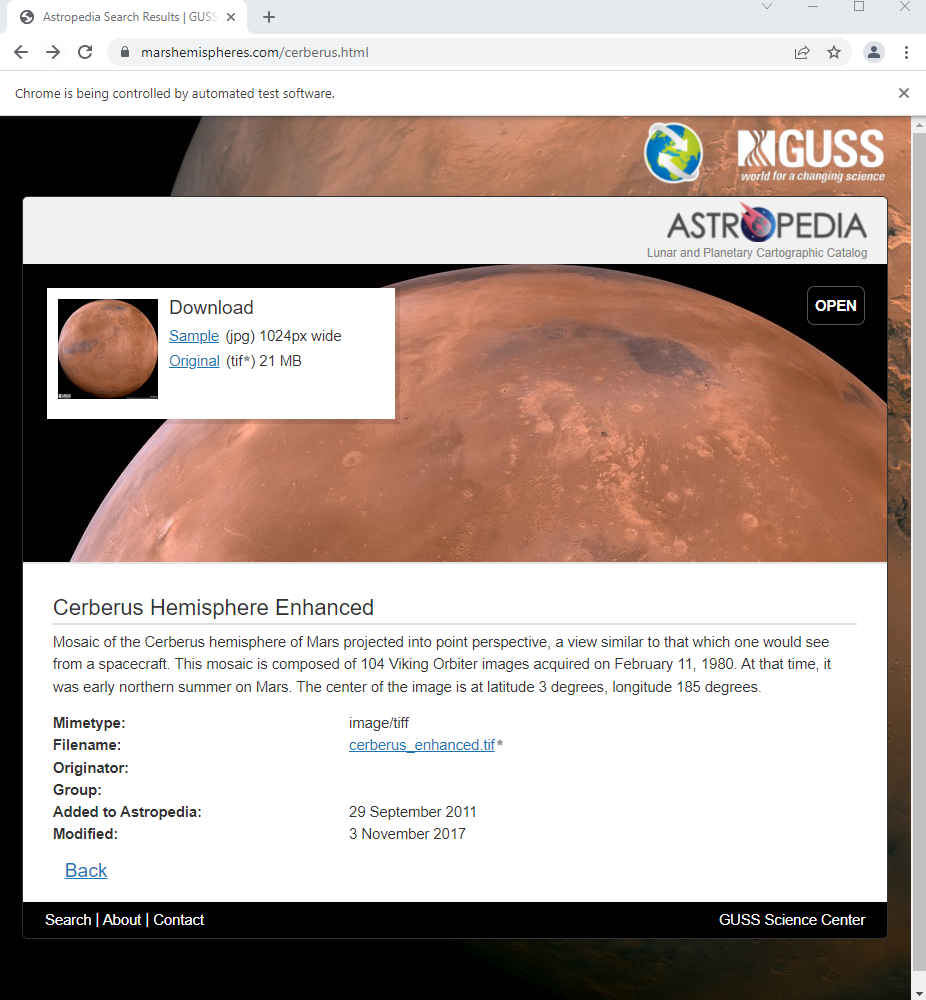 Astropedia Search Results | GUSS
marshemispheres.com/cerberus.html
Chrome is being controlled by automated test software.
GUSS
world for a changing science
ASTROPEDIA
Lunar and Planetary Cartographic Catalog
Download
Sample (jpg) 1024px wide
Original (tif*) 21 MB
OPEN
GUSS
Cerberus Hemisphere Enhanced
Mosaic of the Cerberus hemisphere of Mars projected into point perspective, a view similar to that which one would see
from a spacecraft. This mosaic is composed of 104 Viking Orbiter images acquired on February 11, 1980. At that time, it
was early northern summer on Mars. The center of the image is at latitude 3 degrees, longitude 185 degrees.
Mimetype: image/tiff
Filename: cerberus_enhanced.tif*
Originator:
Group:
Added to Astropedia: 29 September 2011
Modified: 3 November 2017
Back
Search | About | Contact GUSS Science Center